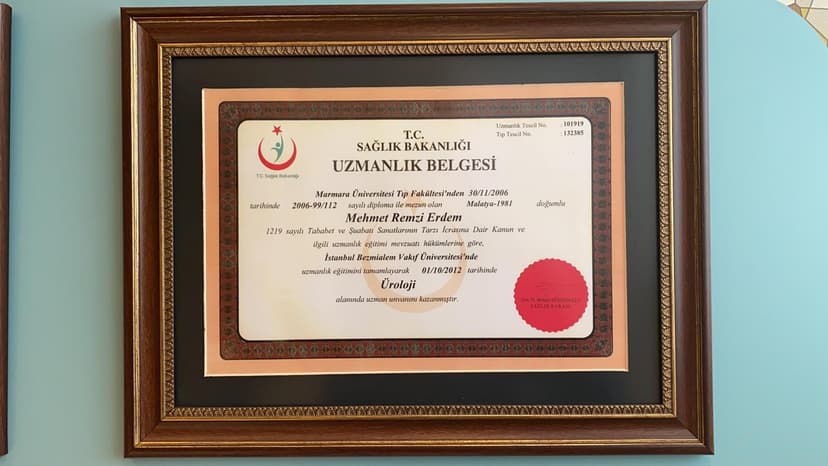 T.C. Sağlık Bakanlığı
Uzmanlık Tescil No. : 101919
Tıp Tescil No. : 132385
T.C.
SAĞLIK BAKANLIĞI
UZMANLIK BELGESİ
Marmara Üniversitesi Tıp Fakültesi'nden 30/11/2006
tarihinde 2006-99/112 sayılı diploma ile mezun olan Malatya-1981 doğumlu
Mehmet Remzi Erdem
1219 sayılı Tababet ve Şuabatı Sanatlarının Tarzı İcrasına Dair Kanun ve
ilgili uzmanlık eğitimi mevzuatı hükümlerine göre,
İstanbul Bezmialem Vakıf Üniversitesi'nde
uzmanlık eğitimini tamamlayarak 01/10/2012 tarihinde
Üroloji
alanında uzman unvanını kazanmıştır.
SAĞLIK BAKANI